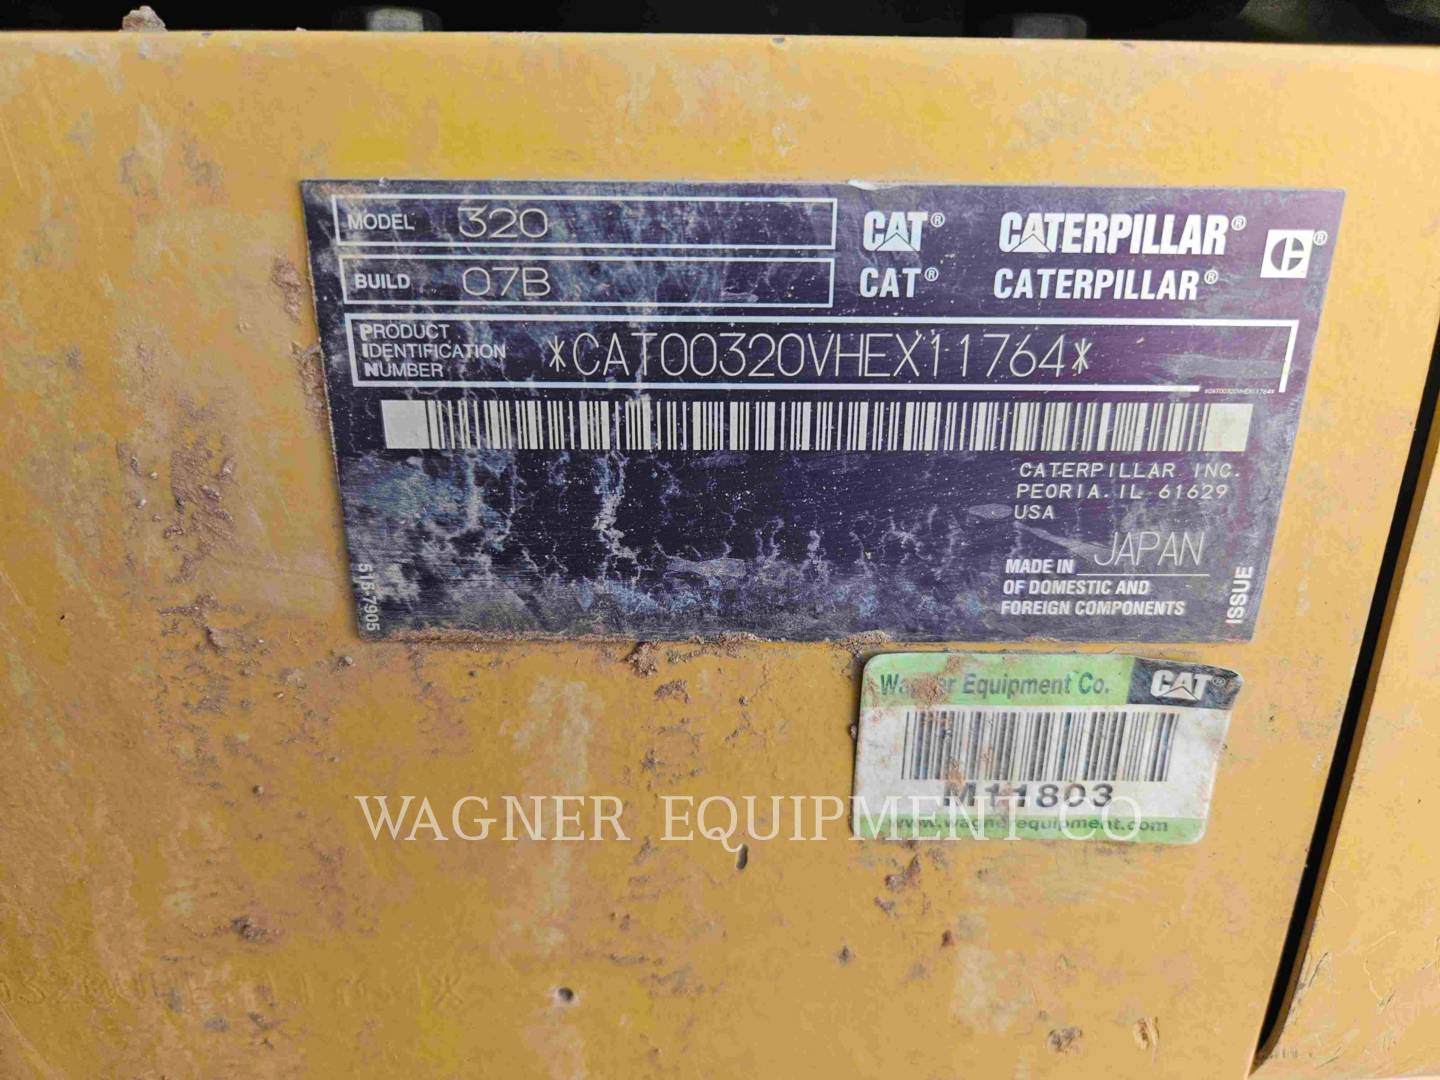 MODEL 320
BUILD 07B
CAT® CATERPILLAR® ®
CAT® CATERPILLAR®
PRODUCT
IDENTIFICATION
NUMBER
*CAT00320VHEX11764*
*CAT00320VHEX11764*
CATERPILLAR INC.
PEORIA. IL 61629
USA
MADE IN JAPAN
OF DOMESTIC AND
FOREIGN COMPONENTS
ISSUE
515-7905
Wagner Equipment Co. CAT®
M11803
www.wagnerequipment.com
WAGNER EQUIPMENT CO